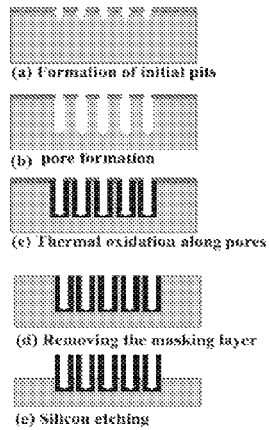 (a) Formation of initial pits
(b) pore formation
(c) Thermal oxidation along pores
(d) Removing the masking layer
(e) Silicon etching